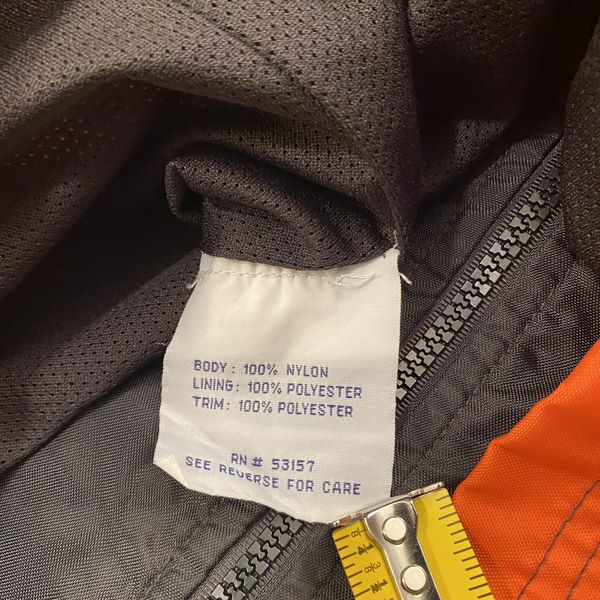 BODY: 100% NYLON
LINING: 100% POLYESTER
TRIM: 100% POLYESTER
RN# 53157
SEE REVERSE FOR CARE